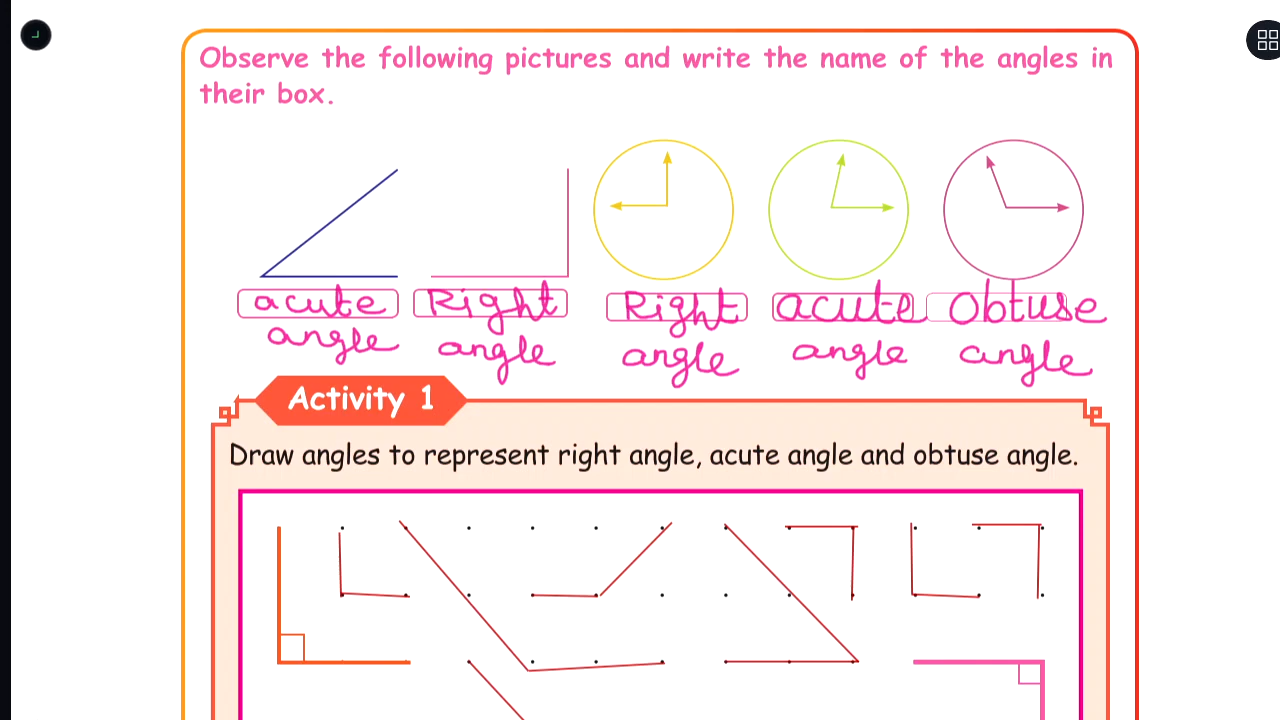 Observe the following pictures and write the name of the angles in
their box.
acute Right Right acute Obtuse
angle angle angle angle angle
Activity 1
Draw angles to represent right angle, acute angle and obtuse angle.